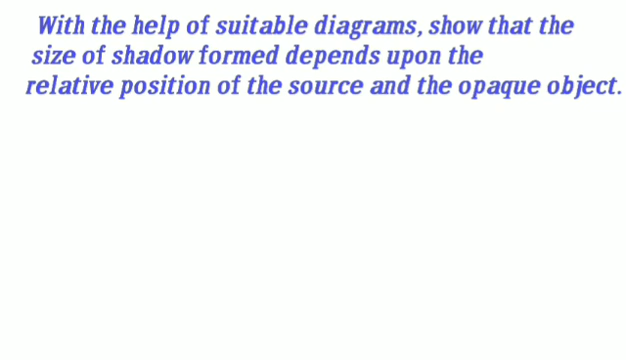 With the help of suitable diagrams, show that the
size of shadow formed depends upon the
relative position of the source and the opaque object.